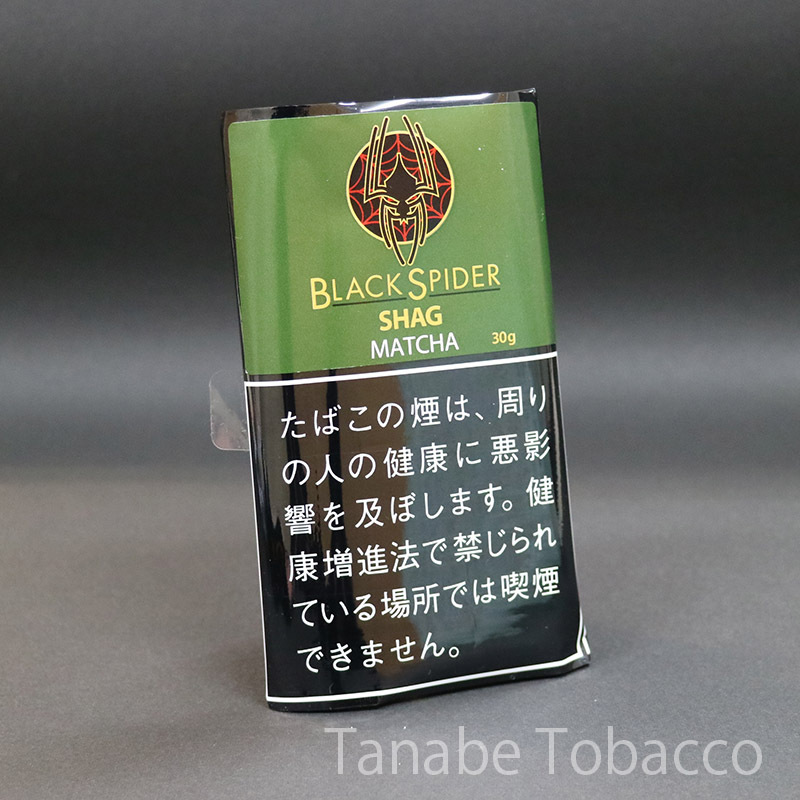 BLACK SPIDER
SHAG
MATCHA 30g
たばこの煙は、周り
の人の健康に悪影
響を及ぼします。健
康増進法で禁じられ
ている場所では喫煙
できません。
Tanabe Tobacco